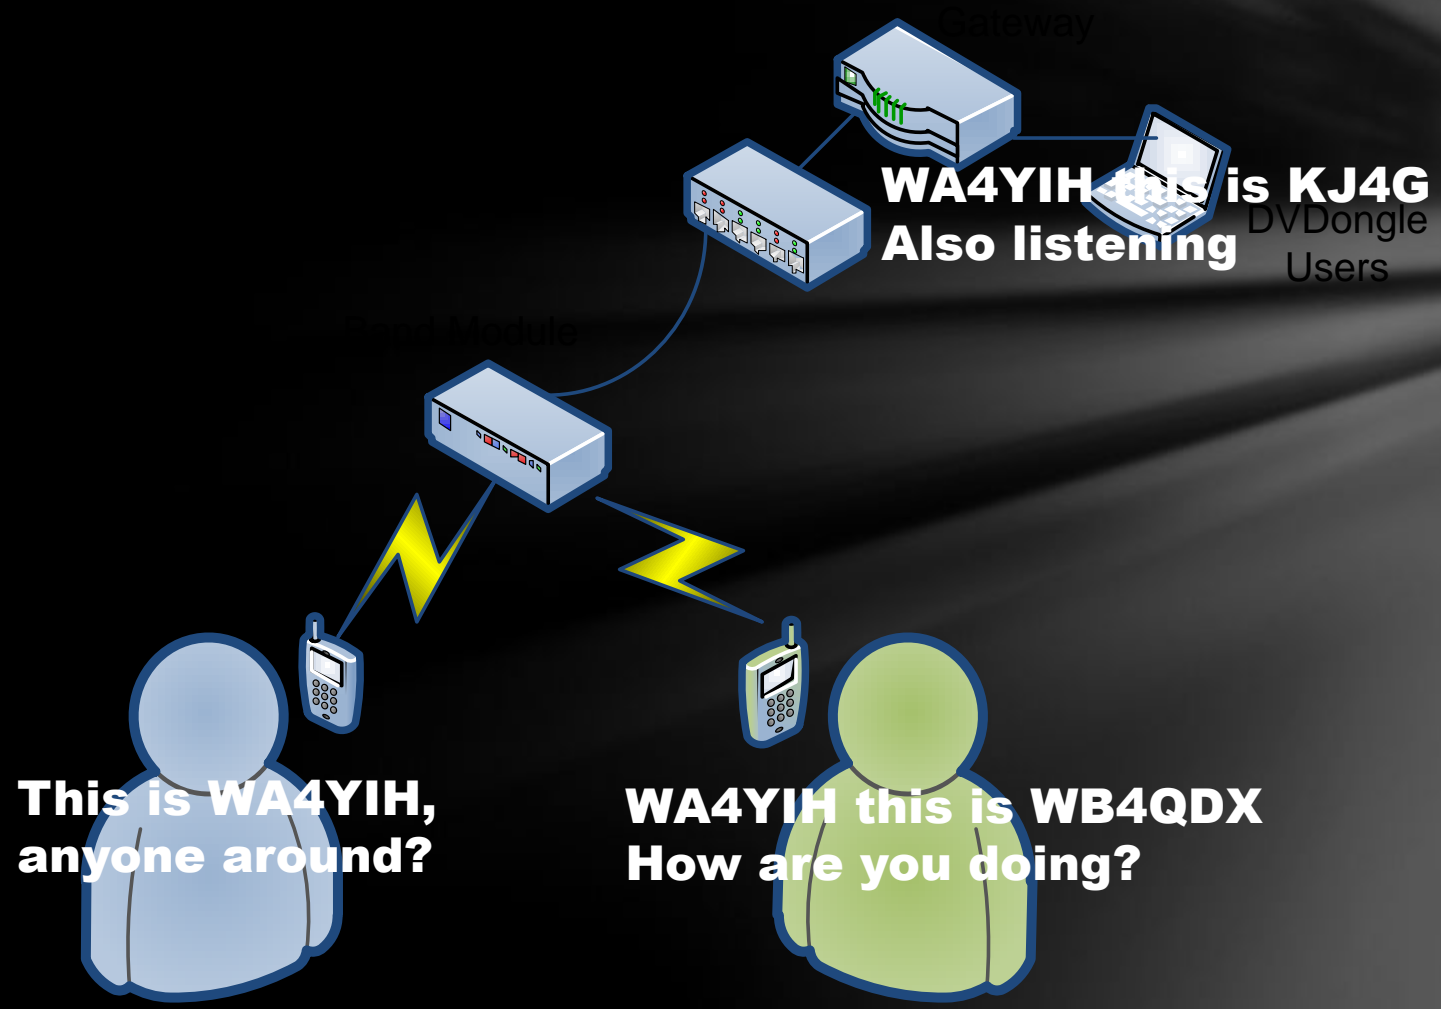 Gateway
WA4YIH this is KJ4G
Also listening
DVDongle
Users
Band Module
This is WA4YIH,
anyone around?
WA4YIH this is WB4QDX
How are you doing?